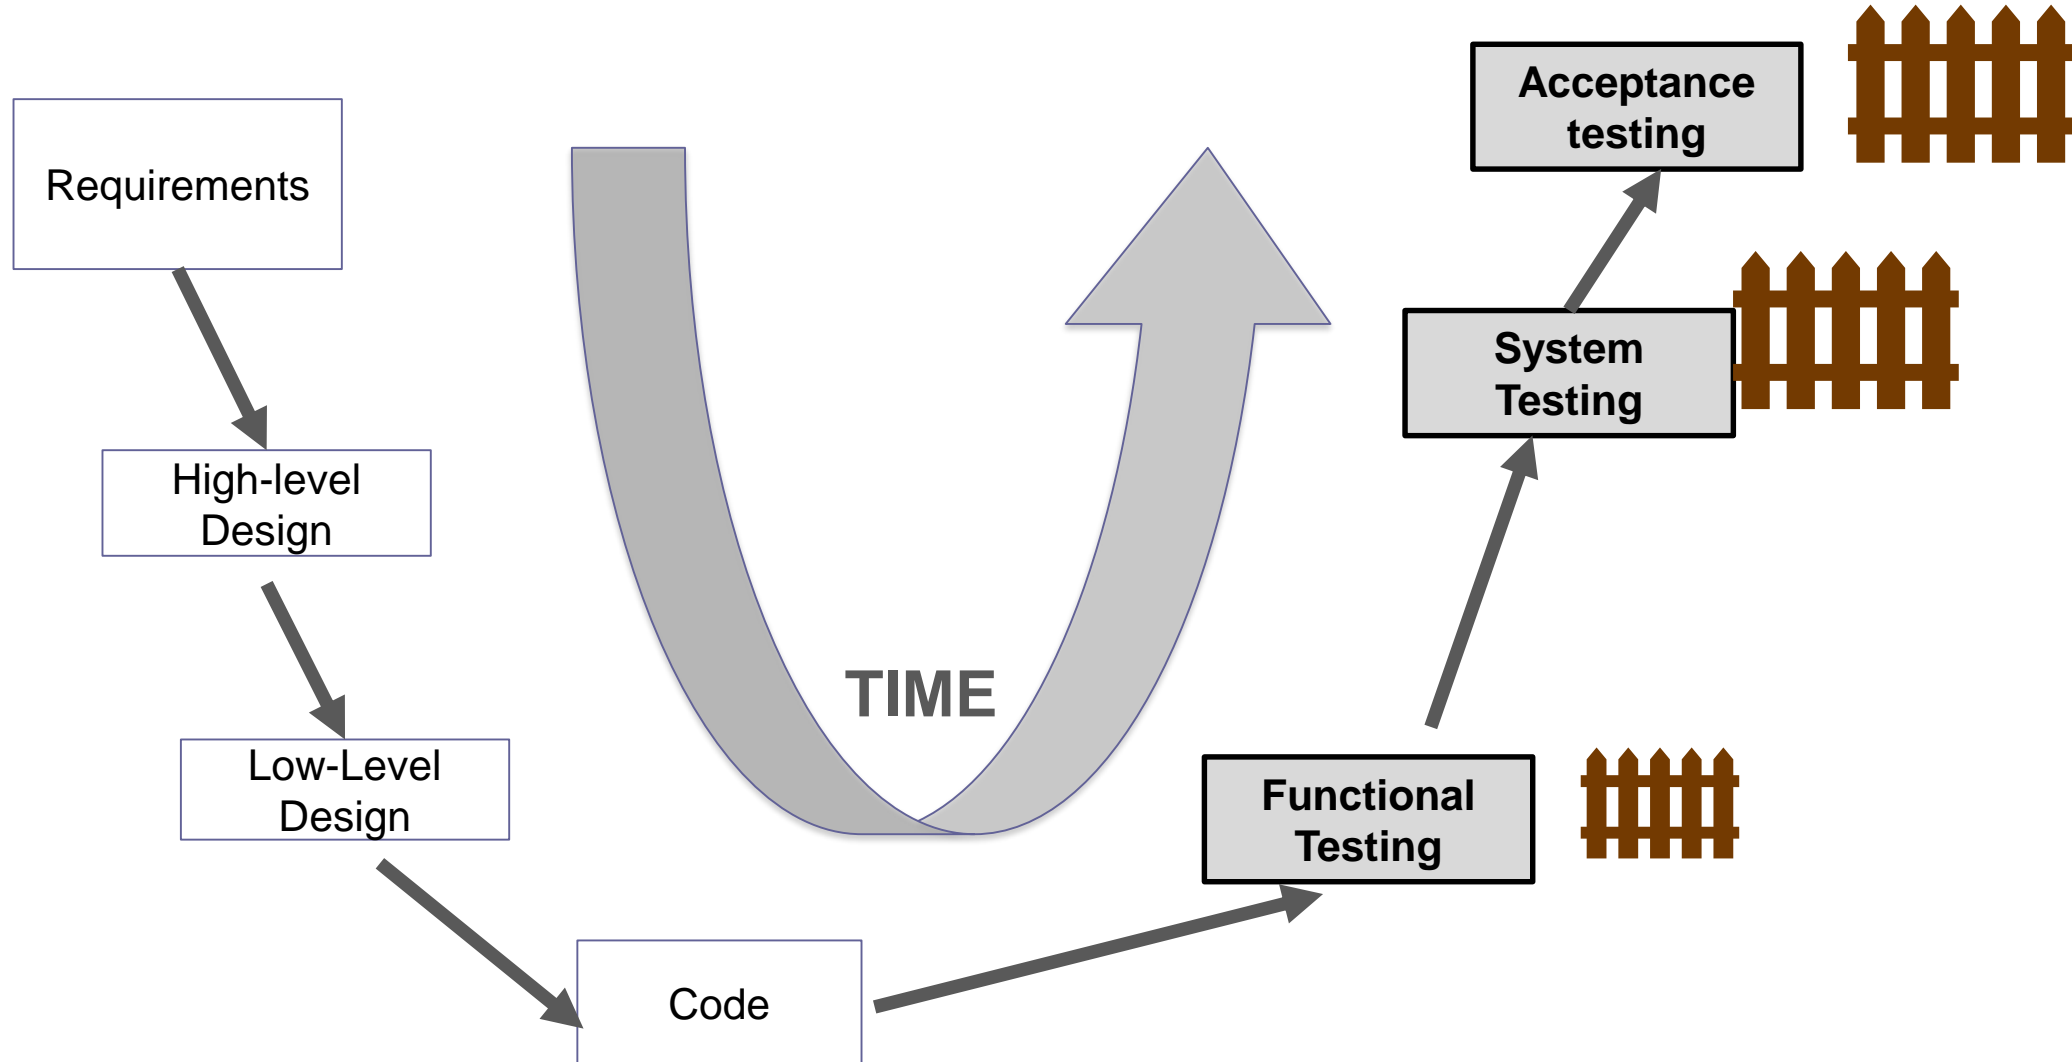 Requirements
High-level
Design
Low-Level
Design
Code
TIME
Functional
Testing
System
Testing
Acceptance
testing